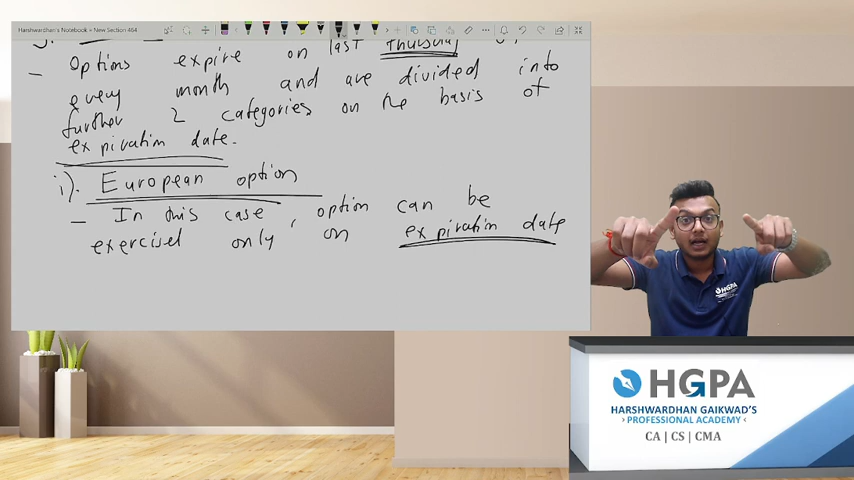 Harshwardhan's Notebook » New Section 464
3.
last Thursday
- Options expire on
every month and are divided into
further 2 categories on the basis of
expiration date.
i). European option
- In this case, option can be
exercised only on expiration date
HGPA
HGPA
HARSHWARDHAN GAIKWAD'S
PROFESSIONAL ACADEMY
CA | CS | CMA